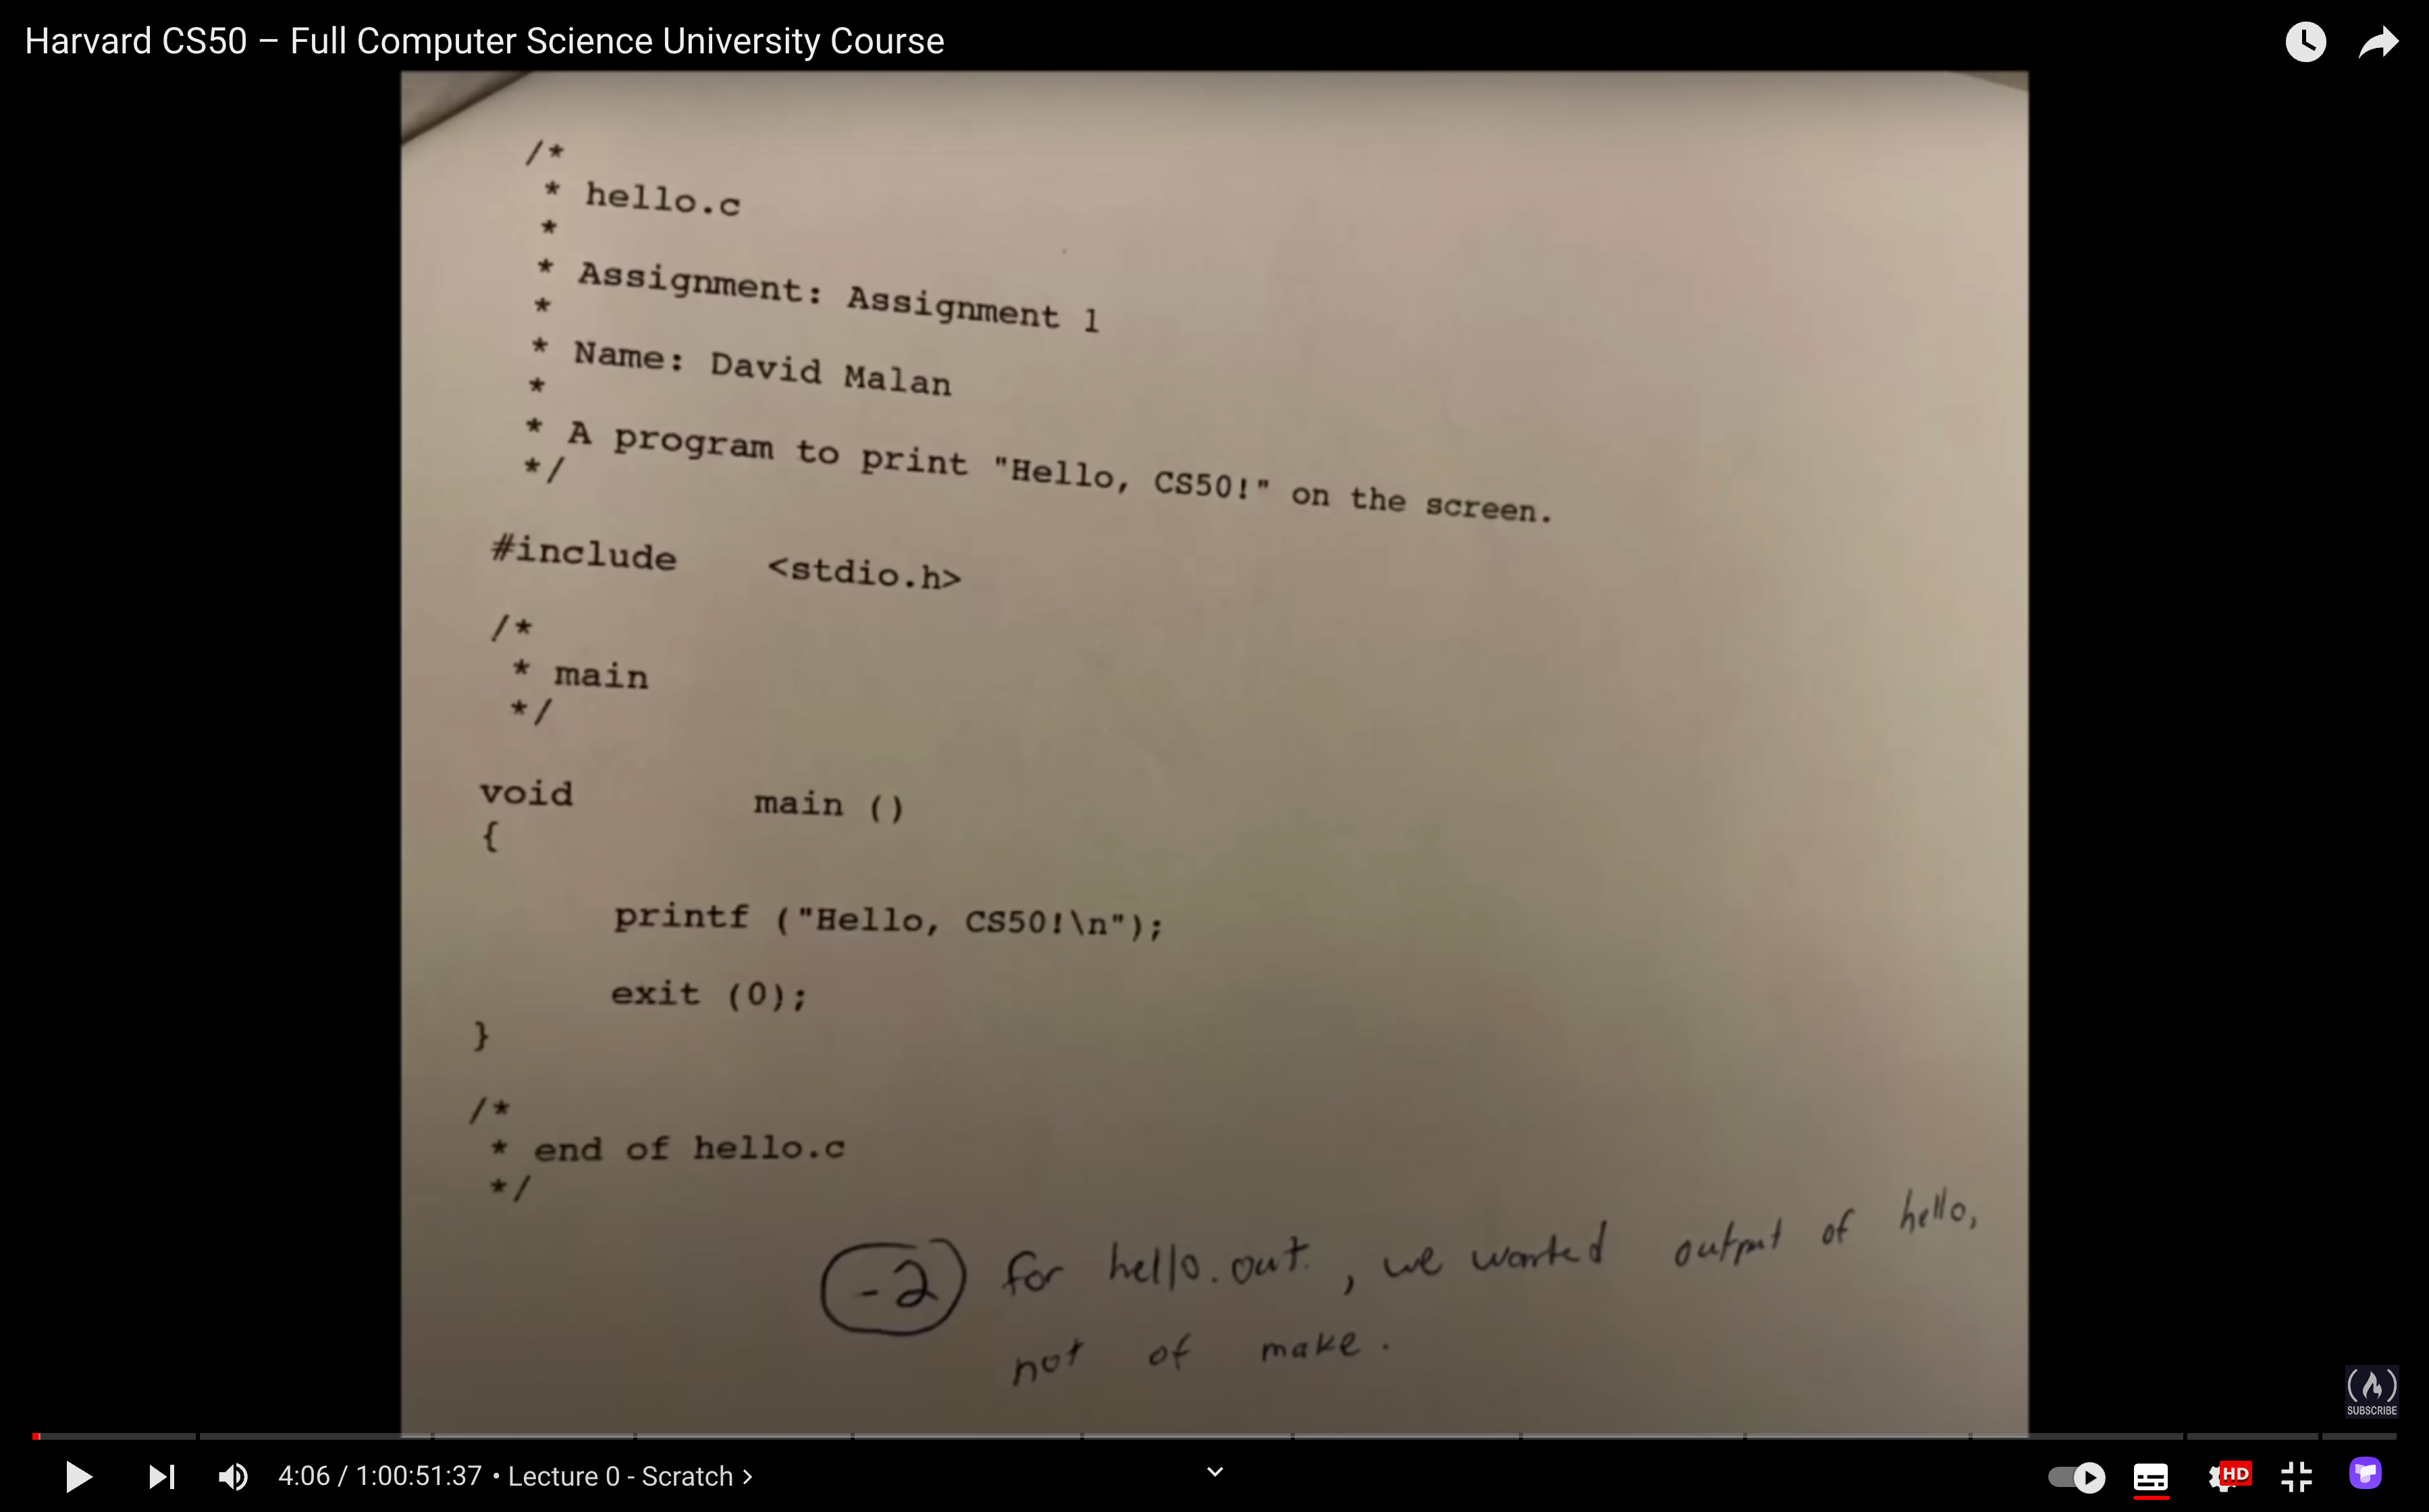 Harvard CS50 – Full Computer Science University Course
/*
* hello.c
*
* Assignment: Assignment 1
*
* Name: David Malan
*
* A program to print "Hello, CS50!" on the screen.
*/
#include <stdio.h>
/*
* main
*/
void main ()
{
printf ("Hello, CS50!\n");
exit (0);
}
/*
* end of hello.c
*/
-2 for hello.out, we wanted output of hello,
not of make.
SUBSCRIBE
4:06 / 1:00:51:37 • Lecture 0 - Scratch >
HD